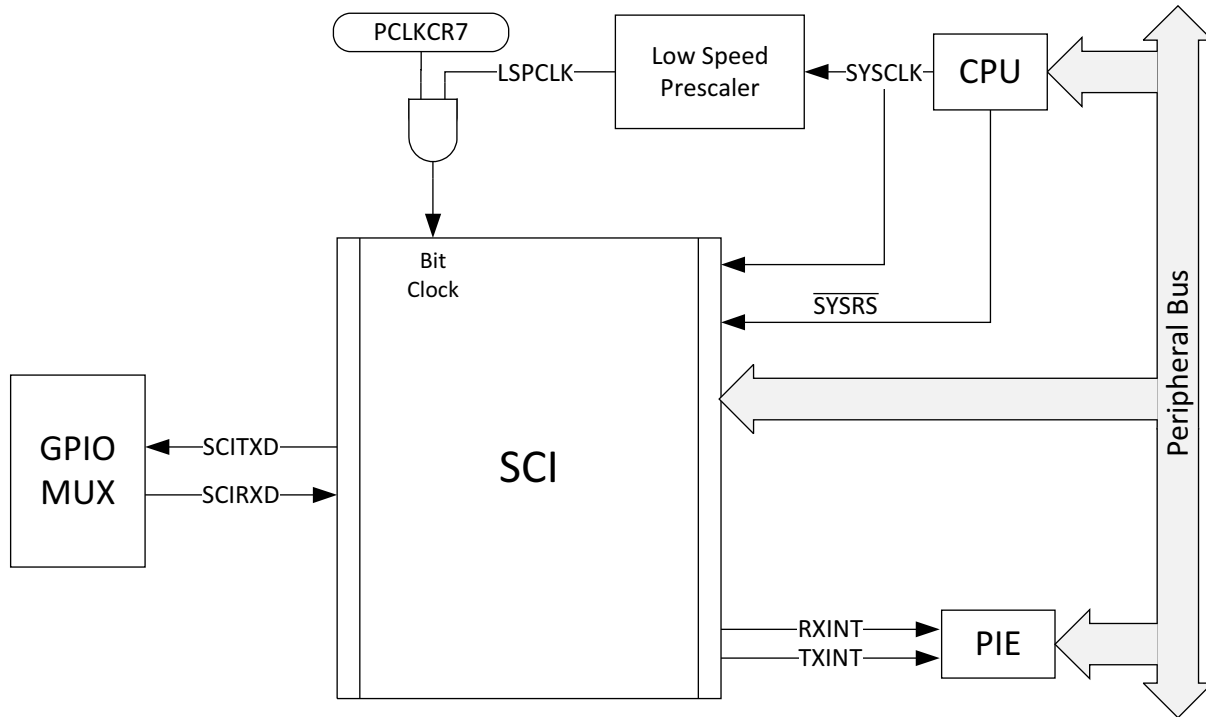 PCLKCR7
LSPCLK
Low Speed
Prescaler
SYSCLK
CPU
Bit
Clock
SYSRS
Peripheral Bus
GPIO
MUX
SCITXD
SCIRXD
SCI
RXINT
TXINT
PIE